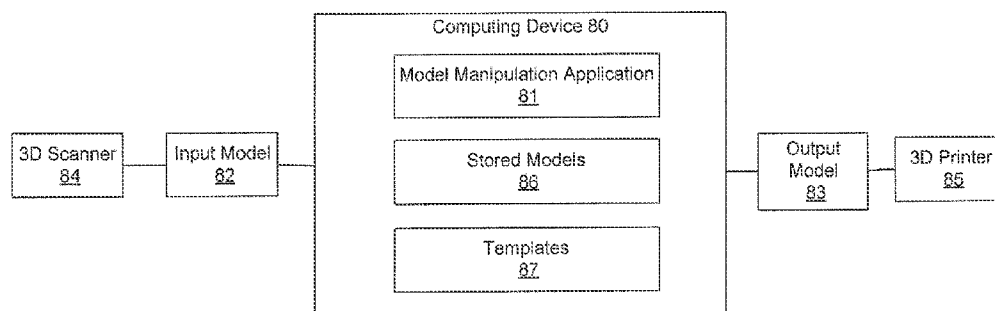 Computing Device 80
Model Manipulation Application
81
3D Scanner
84
Input Model
82
Stored Models
86
Output
Model
83
3D Printer
85
Templates
87